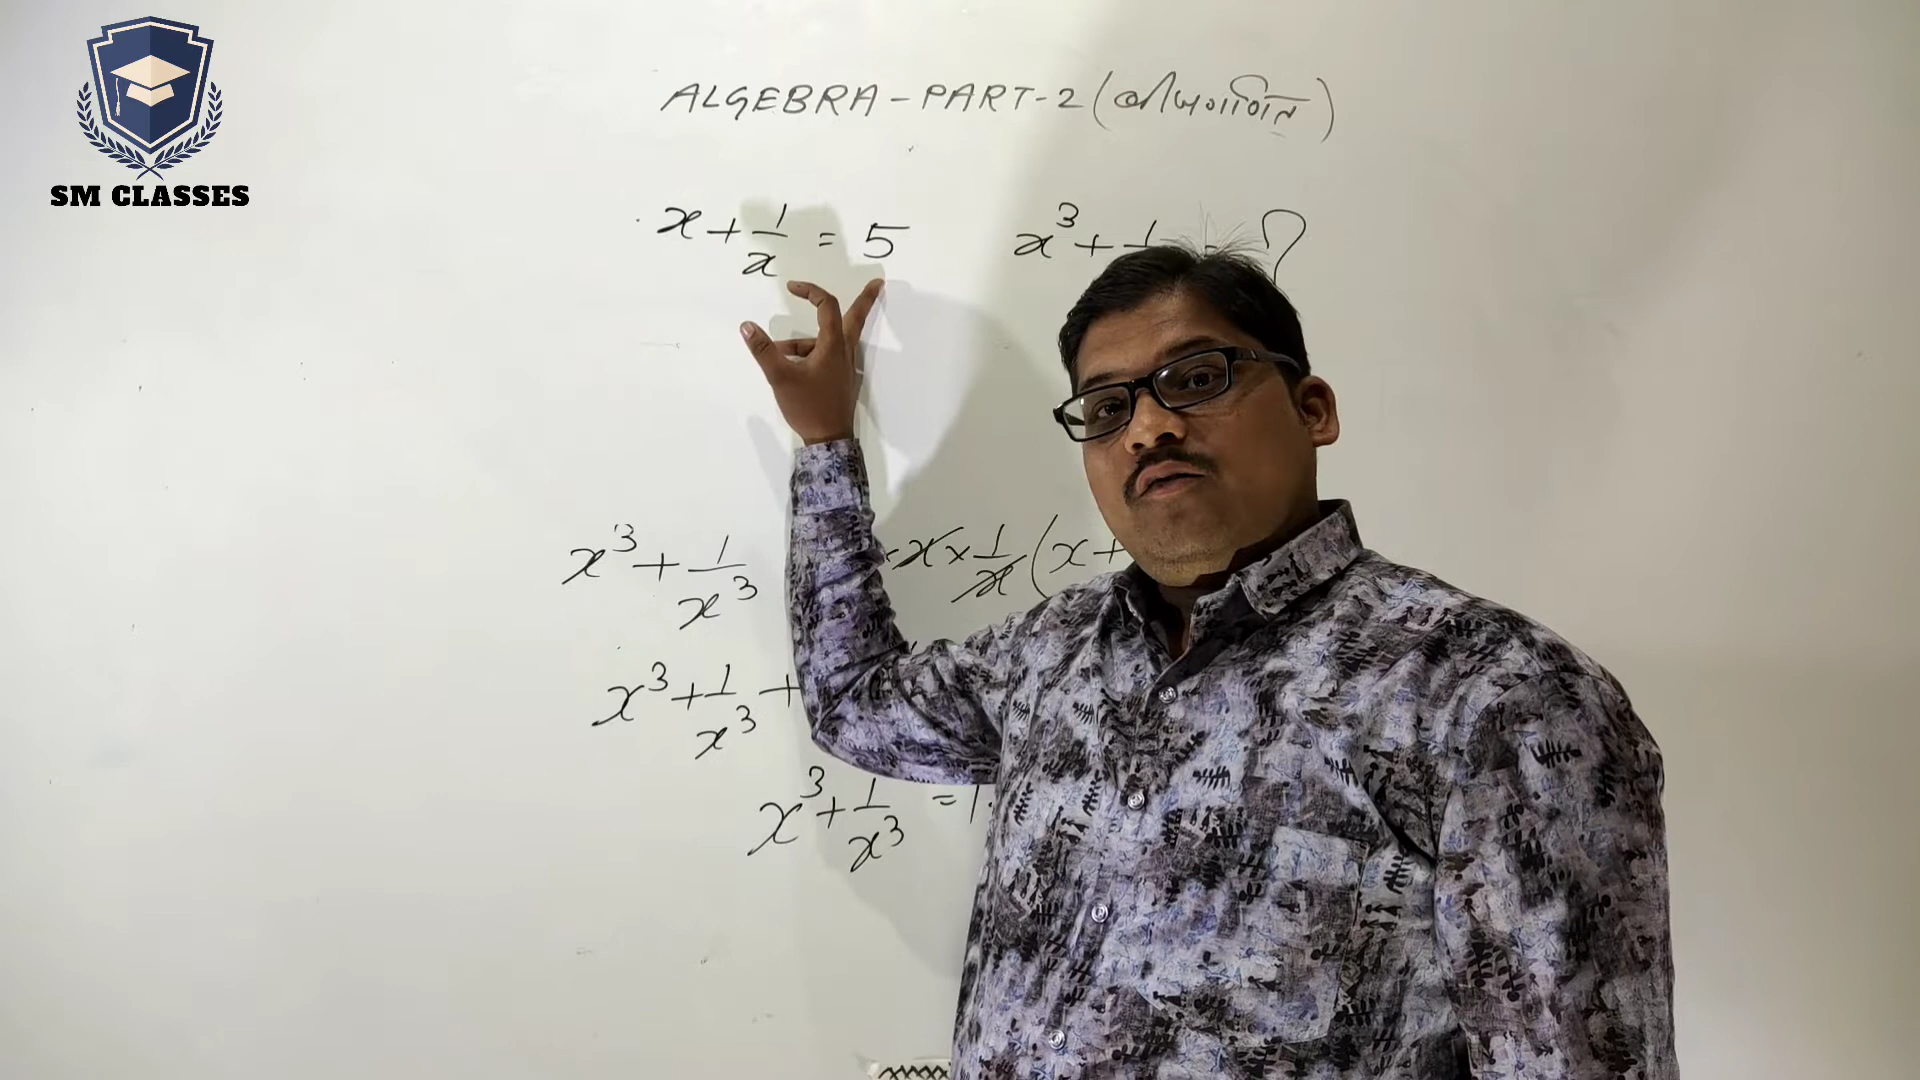 SM CLASSES
ALGEBRA - PART - 2 (বীজগণিত)
x + 1/x = 5 x³ + 1 = ?
x³ + 1/x³ x × 1/x (x +
x³ + 1/x³ +
x³ + 1/x³ = 1